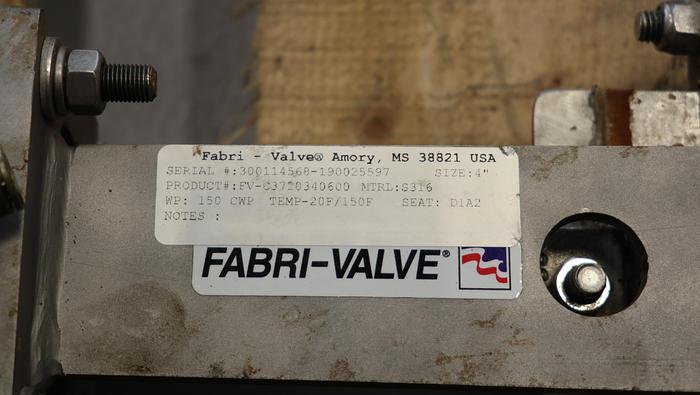 Fabri - Valve® Amory, MS 38821 USA
SERIAL #:300114568-190025597 SIZE:4"
PRODUCT#:FV-C3720340600 MTRL:S316
WP: 150 CWP TEMP-20F/150F SEAT: D1A2
NOTES :
FABRI-VALVE®